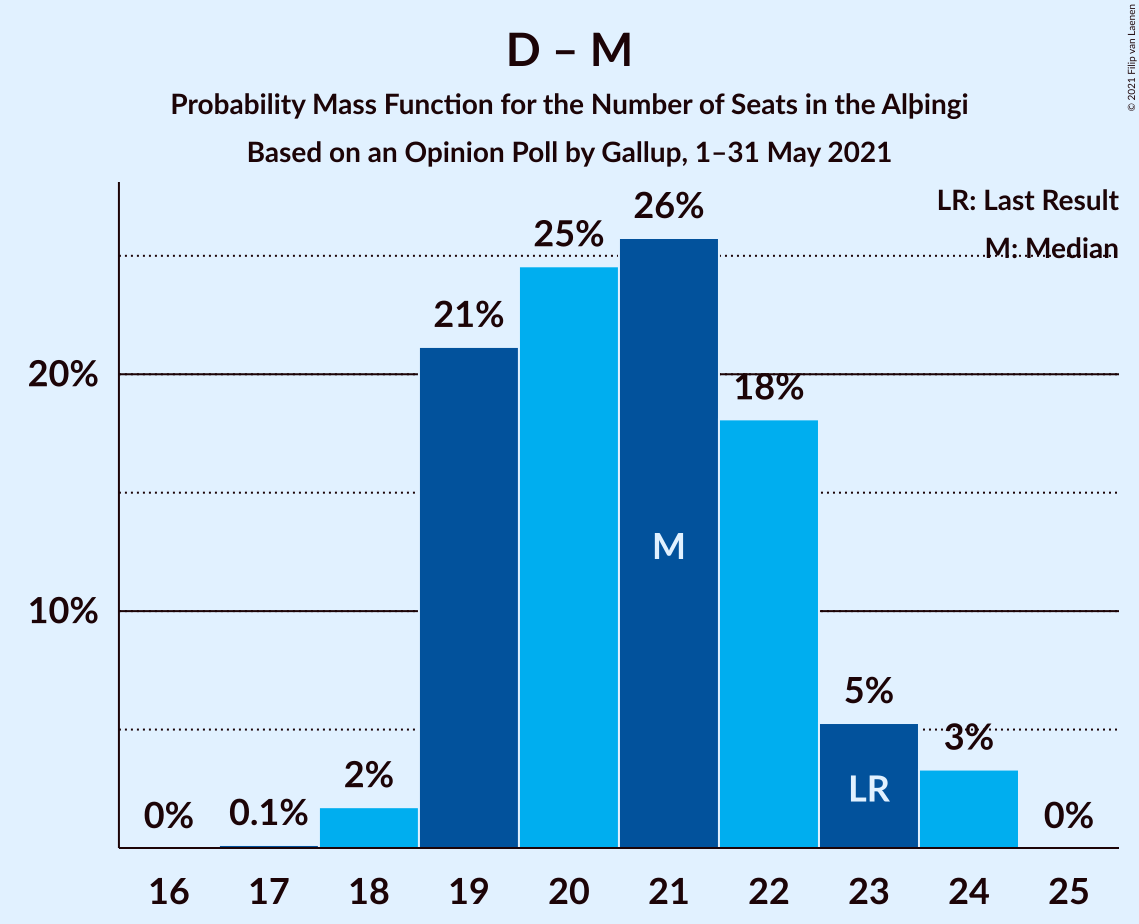 D – M
Probability Mass Function for the Number of Seats in the Alþingi
Based on an Opinion Poll by Gallup, 1–31 May 2021
© 2021 Filip van Laenen
LR: Last Result
M: Median
20%
10%
0%
0.1%
2%
21%
25%
26%
18%
5%
3%
0%
M
LR
16 17 18 19 20 21 22 23 24 25